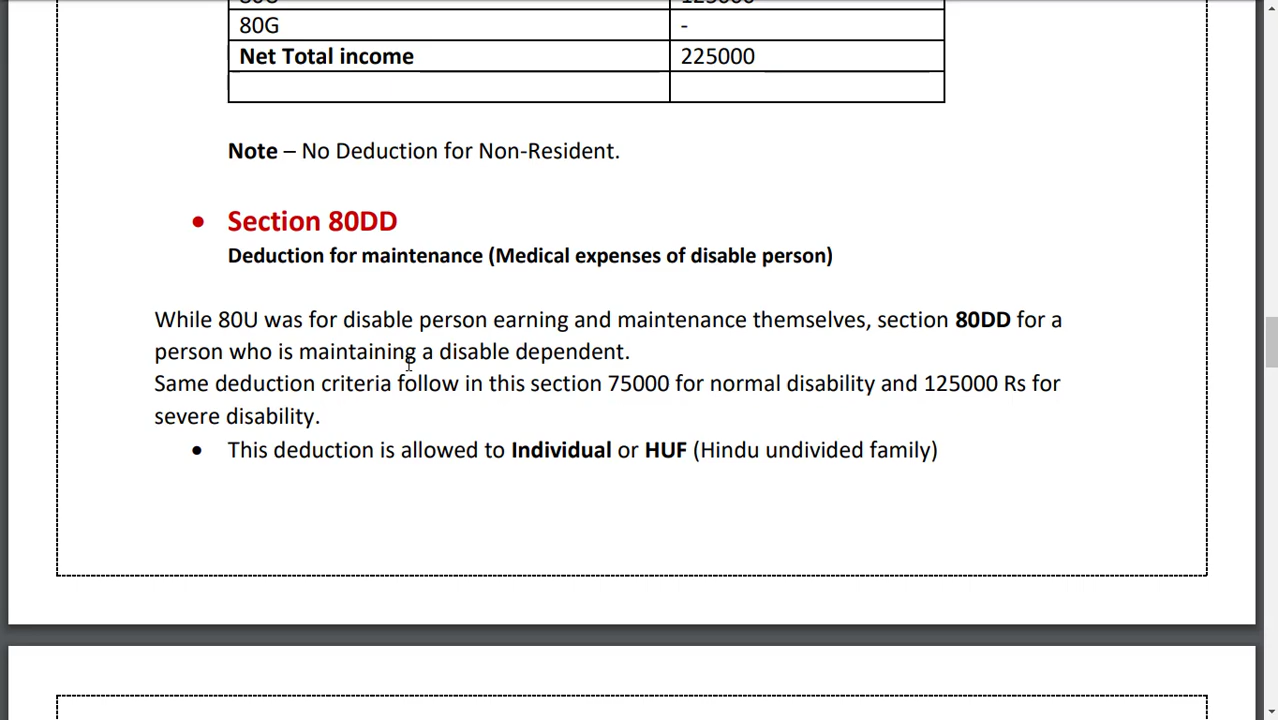 80U 125000
80G -
Net Total income 225000
Note – No Deduction for Non-Resident.
• Section 80DD
Deduction for maintenance (Medical expenses of disable person)
While 80U was for disable person earning and maintenance themselves, section 80DD for a
person who is maintaining a disable dependent.
Same deduction criteria follow in this section 75000 for normal disability and 125000 Rs for
severe disability.
• This deduction is allowed to Individual or HUF (Hindu undivided family)